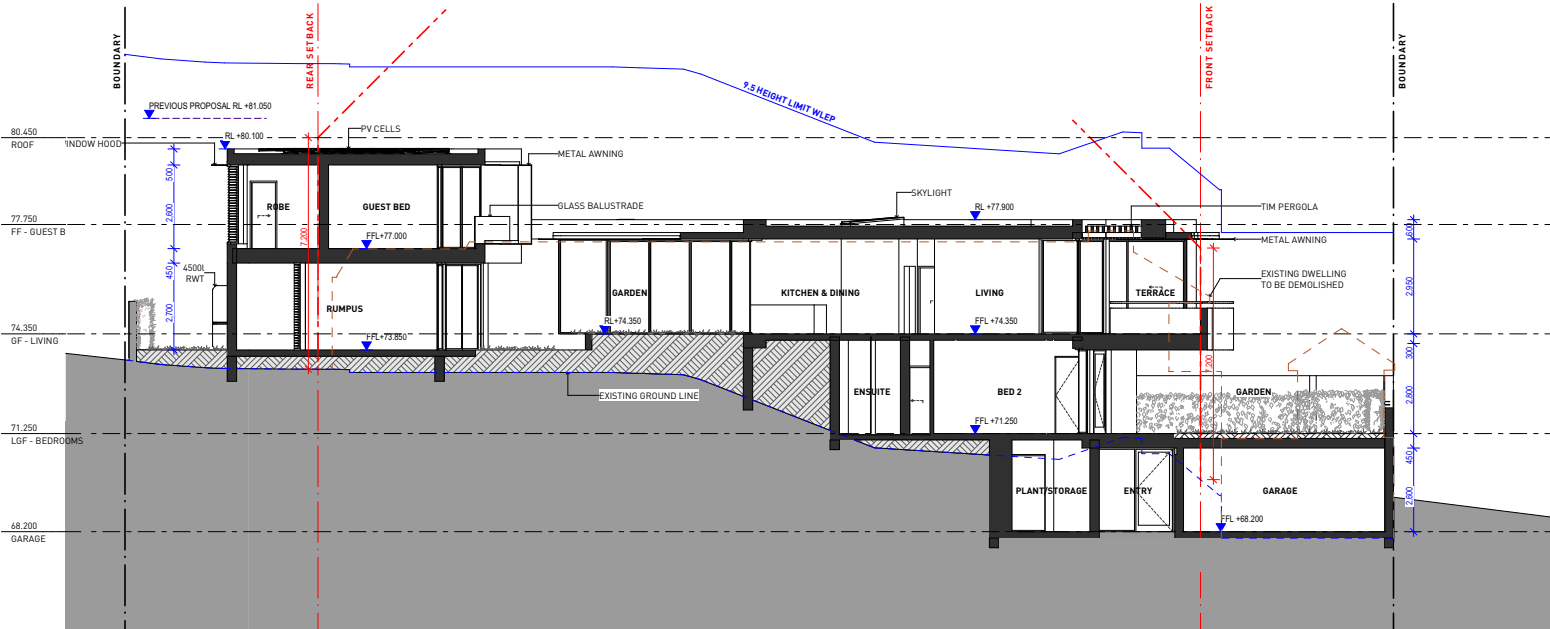 BOUNDARY
REAR SETBACK
FRONT SETBACK
BOUNDARY
9.5 HEIGHT LIMIT WLEP
PREVIOUS PROPOSAL RL +81.050
80.450
ROOF
INDOW HOOD
RL +80.100
PV CELLS
METAL AWNING
500
ROBE
GUEST BED
GLASS BALUSTRADE
SKYLIGHT
RL +77.900
TIM PERGOLA
2,600
77.750
FF - GUEST B
7,200
FFL+77.000
METAL AWNING
600
450
4500l
RWT
EXISTING DWELLING
TO BE DEMOLISHED
2,950
RUMPUS
GARDEN
KITCHEN & DINING
LIVING
TERRACE
2,700
74.350
GF - LIVING
FFL+73.850
RL+74.350
FFL +74.350
300
7,200
EXISTING GROUND LINE
ENSUITE
BED 2
GARDEN
2,800
71.250
LGF - BEDROOMS
FFL +71.250
450
PLANT/STORAGE
ENTRY
GARAGE
2,600
68.200
GARAGE
FFL +68.200